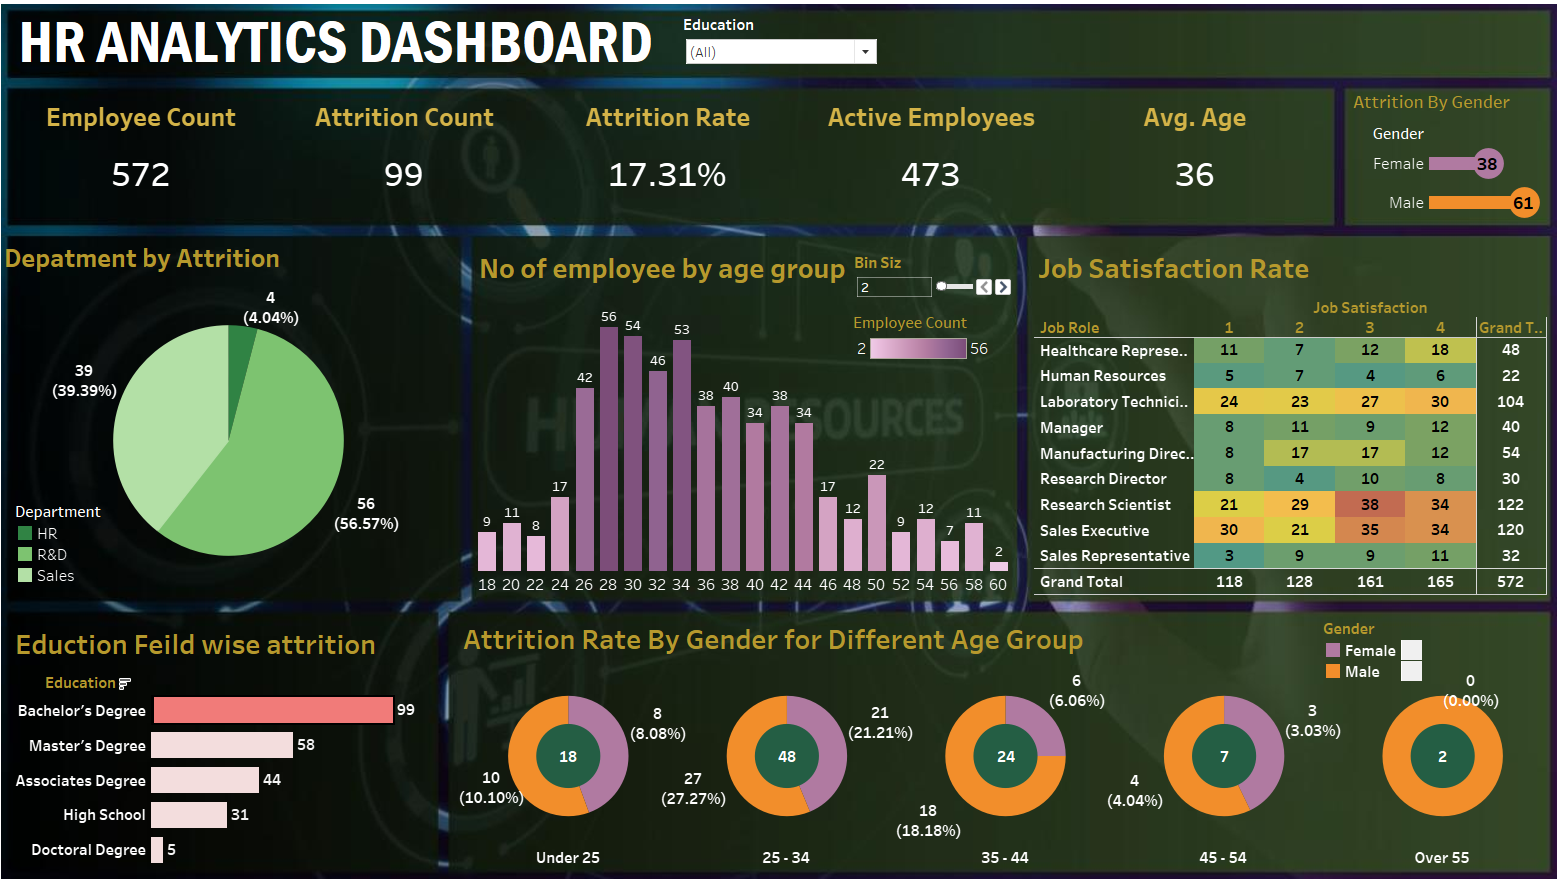 HR ANALYTICS DASHBOARD
Education
(All)
Employee Count
Attrition Count
Attrition Rate
Active Employees
Avg. Age
572
99
17.31%
473
36
Attrition By Gender
Gender
Female 38
Male 61
Depatment by Attrition
4
(4.04%)
39
(39.39%)
56
(56.57%)
Department
HR
R&D
Sales
No of employee by age group
Bin Siz
2
Employee Count
2 56
9 11 8 17 42 56 54 46 53 38 40 34 38 34 17 12 22 9 12 7 11 2
18 20 22 24 26 28 30 32 34 36 38 40 42 44 46 48 50 52 54 56 58 60
HUMAN RESOURCES
Job Satisfaction Rate
Job Satisfaction
Job Role 1 2 3 4 Grand T..
Healthcare Represe.. 11 7 12 18 48
Human Resources 5 7 4 6 22
Laboratory Technici.. 24 23 27 30 104
Manager 8 11 9 12 40
Manufacturing Direc.. 8 17 17 12 54
Research Director 8 4 10 8 30
Research Scientist 21 29 38 34 122
Sales Executive 30 21 35 34 120
Sales Representative 3 9 9 11 32
Grand Total 118 128 161 165 572
Eduction Feild wise attrition
Education
Bachelor's Degree 99
Master's Degree 58
Associates Degree 44
High School 31
Doctoral Degree 5
Attrition Rate By Gender for Different Age Group
Gender
Female
Male
8
(8.08%)
18
10
(10.10%)
Under 25
21
(21.21%)
48
27
(27.27%)
25 - 34
6
(6.06%)
24
18
(18.18%)
35 - 44
3
(3.03%)
7
4
(4.04%)
45 - 54
0
(0.00%)
2
Over 55